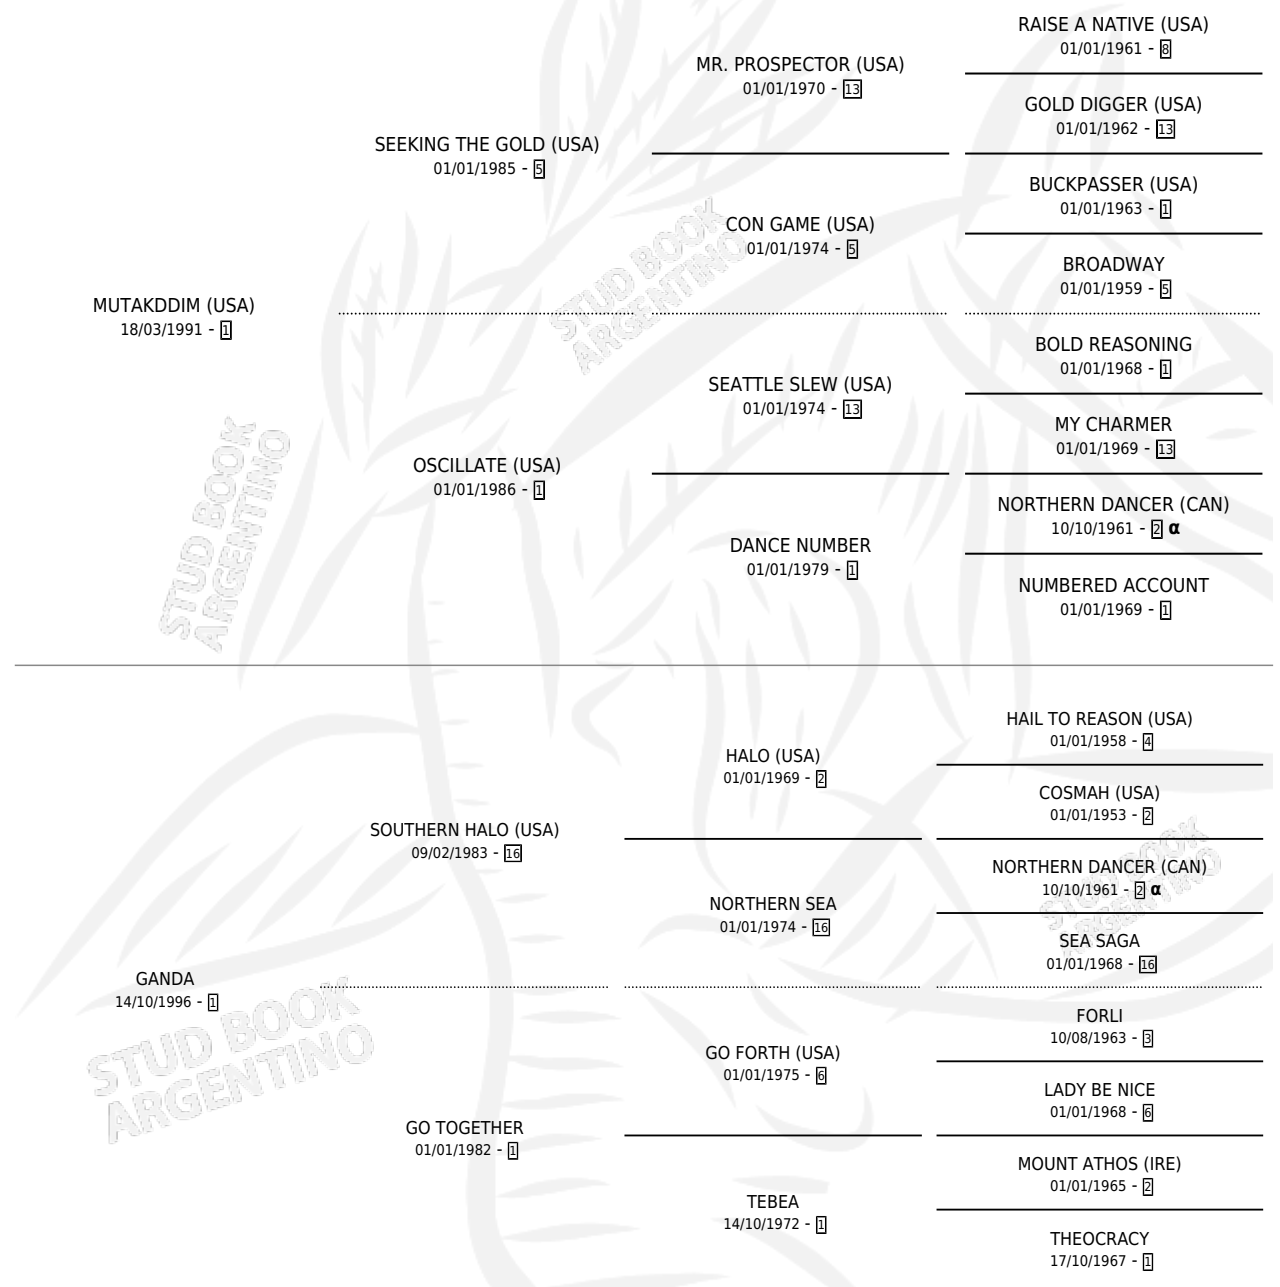 RAISE A NATIVE (USA)
01/01/1961 - 8
MR. PROSPECTOR (USA)
01/01/1970 - 13
GOLD DIGGER (USA)
01/01/1962 - 13
SEEKING THE GOLD (USA)
01/01/1985 - 5
BUCKPASSER (USA)
01/01/1963 - 1
CON GAME (USA)
01/01/1974 - 5
BROADWAY
01/01/1959 - 5
STUD BOOK
ARGENTINO
MUTAKDDIM (USA)
18/03/1991 - 1
BOLD REASONING
01/01/1968 - 1
SEATTLE SLEW (USA)
01/01/1974 - 13
MY CHARMER
01/01/1969 - 13
OSCILLATE (USA)
01/01/1986 - 1
NORTHERN DANCER (CAN)
10/10/1961 - 2 α
DANCE NUMBER
01/01/1979 - 1
NUMBERED ACCOUNT
01/01/1969 - 1
STUD BOOK
ARGENTINO
HAIL TO REASON (USA)
01/01/1958 - 4
HALO (USA)
01/01/1969 - 2
COSMAH (USA)
01/01/1953 - 2
SOUTHERN HALO (USA)
09/02/1983 - 16
NORTHERN DANCER (CAN)
10/10/1961 - 2 α
NORTHERN SEA
01/01/1974 - 16
SEA SAGA
01/01/1968 - 16
STUD BOOK
ARGENTINO
GANDA
14/10/1996 - 1
FORLI
10/08/1963 - 3
GO FORTH (USA)
01/01/1975 - 6
LADY BE NICE
01/01/1968 - 6
GO TOGETHER
01/01/1982 - 1
MOUNT ATHOS (IRE)
01/01/1965 - 2
TEBEA
14/10/1972 - 1
THEOCRACY
17/10/1967 - 1
STUD BOOK
ARGENTINO